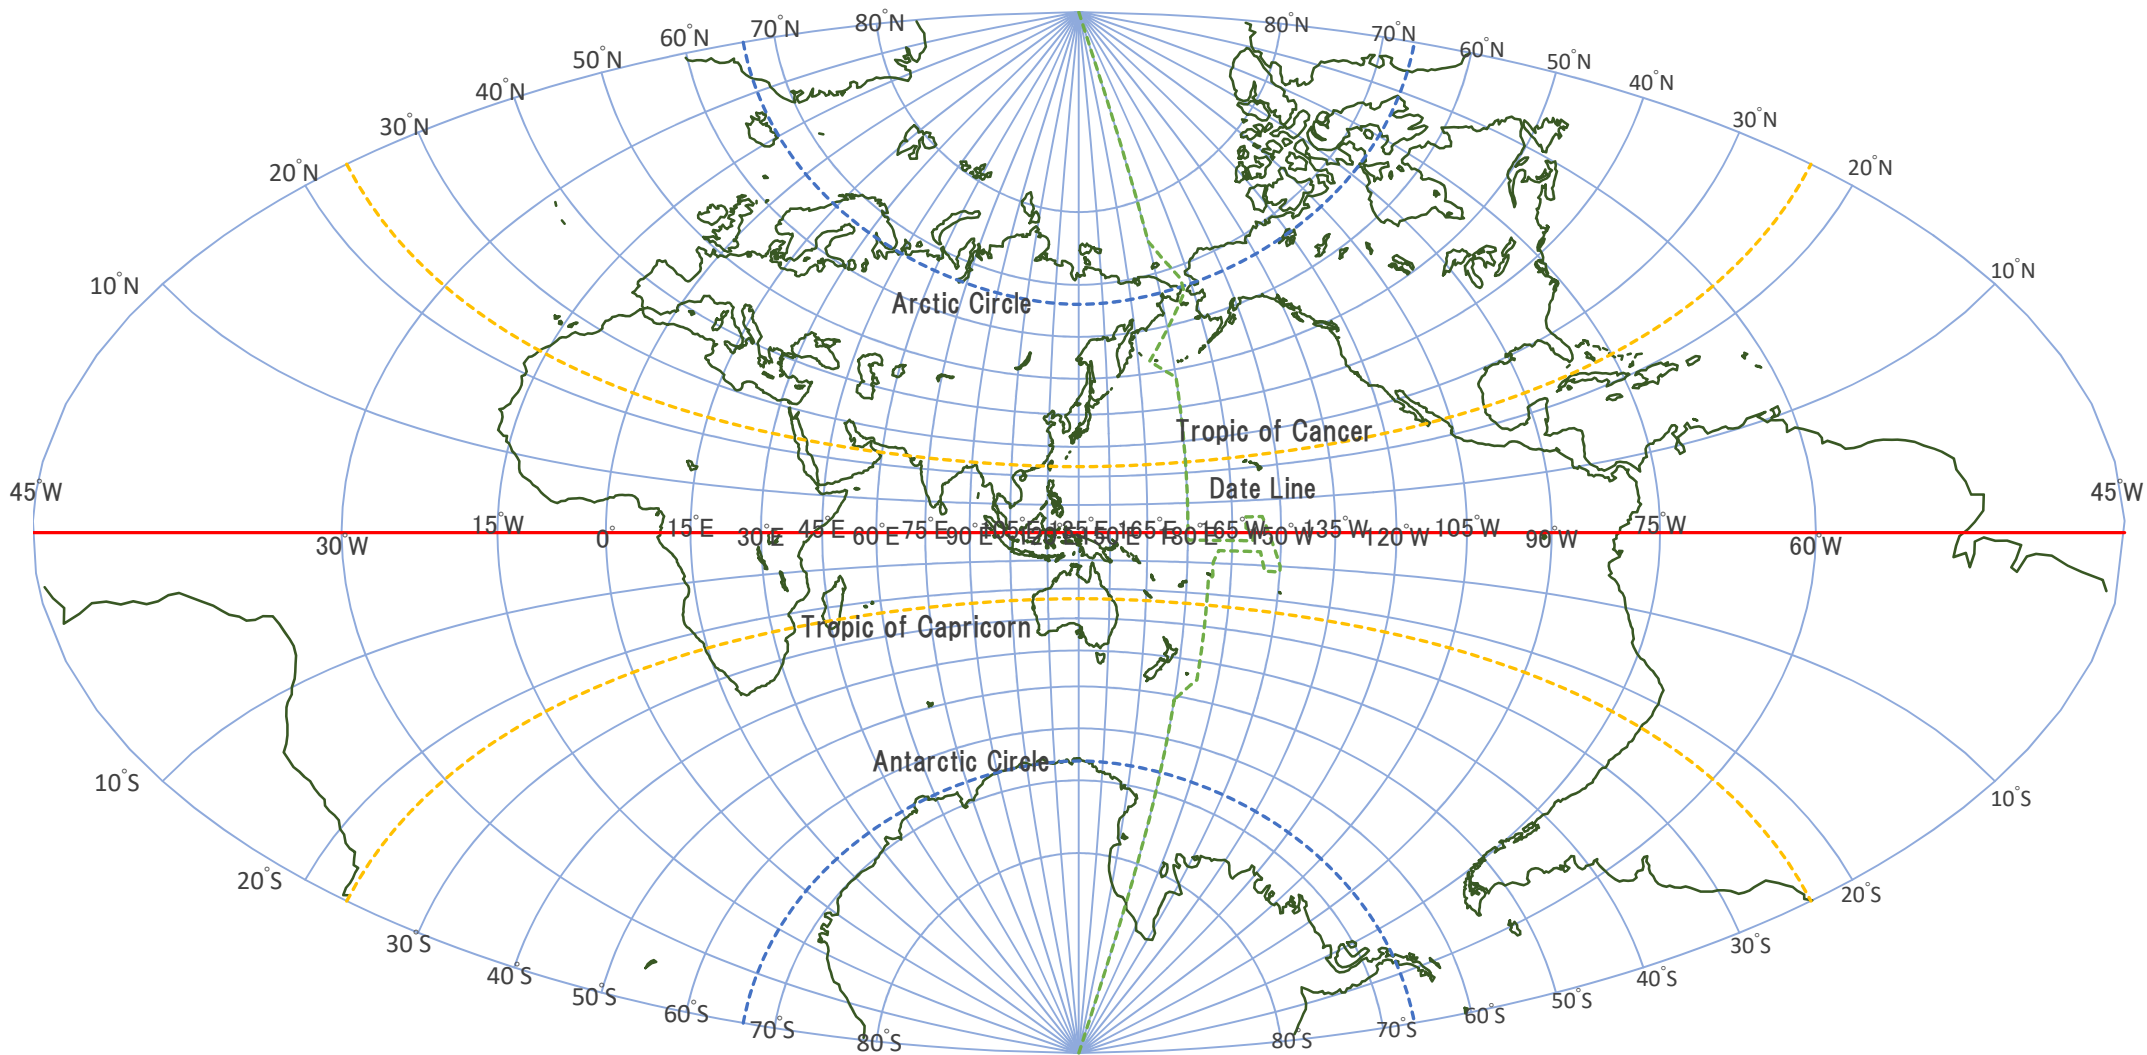 80°N
80°N
70°N
70°N
60°N
60°N
50°N
50°N
40°N
40°N
30°N
30°N
20°N
20°N
10°N
10°N
Arctic Circle
Tropic of Cancer
Date Line
45°W
45°W
15°W
0°
15°E
30°E
45°E
60°E
75°E
90°E
165°E
180°E
165°W
150°W
135°W
120°W
105°W
90°W
75°W
30°W
60°W
Tropic of Capricorn
Antarctic Circle
10°S
10°S
20°S
20°S
30°S
30°S
40°S
40°S
50°S
50°S
60°S
60°S
70°S
70°S
80°S
80°S